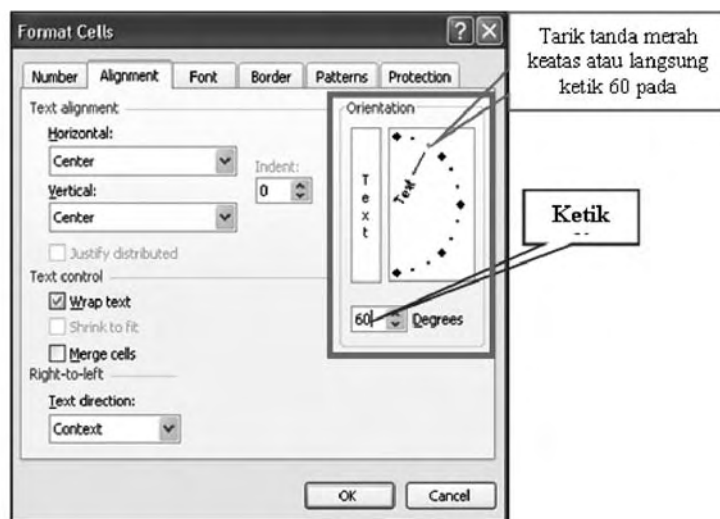 Format Cells
Number Alignment Font Border Patterns Protection
Text alignment
Horizontal:
Center
Indent:
0
Vertical:
Center
Justify distributed
Text control
Wrap text
Shrink to fit
Merge cells
Right-to-left
Text direction:
Context
Orientation
Text
Text
60 Degrees
OK Cancel
Tarik tanda merah
keatas atau langsung
ketik 60 pada
Ketik